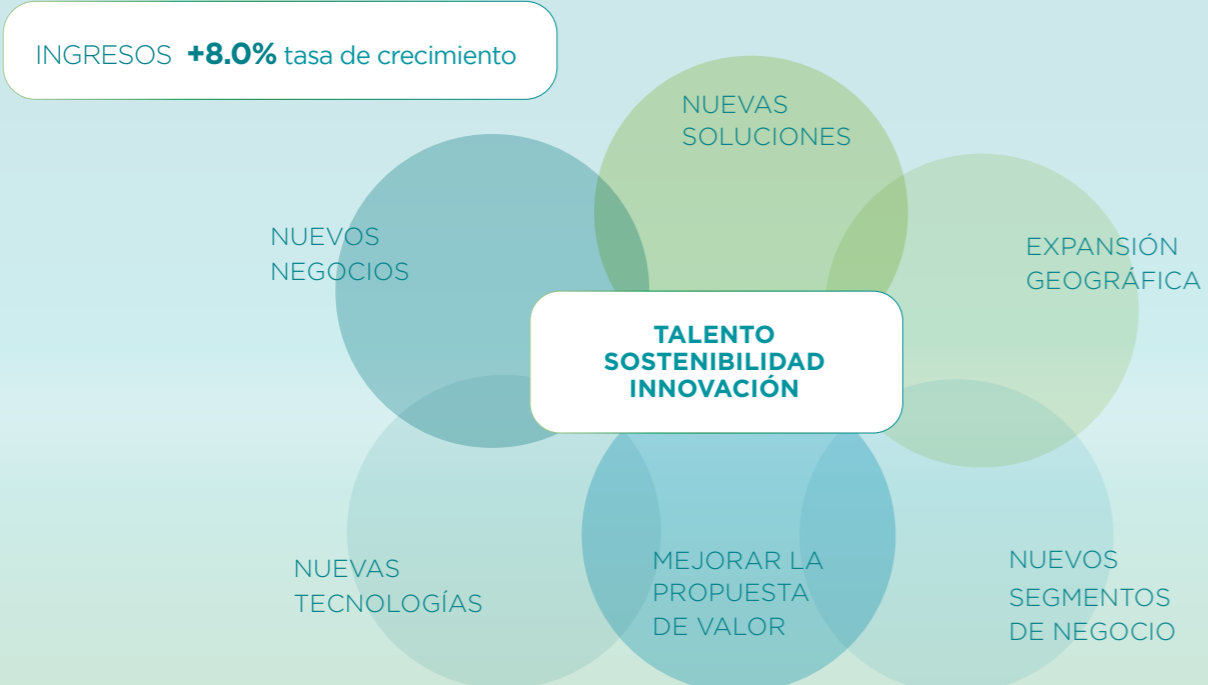 INGRESOS +8.0% tasa de crecimiento
NUEVAS
SOLUCIONES
NUEVOS
NEGOCIOS
EXPANSIÓN
GEOGRÁFICA
TALENTO
SOSTENIBILIDAD
INNOVACIÓN
NUEVAS
TECNOLOGÍAS
MEJORAR LA
PROPUESTA
DE VALOR
NUEVOS
SEGMENTOS
DE NEGOCIO